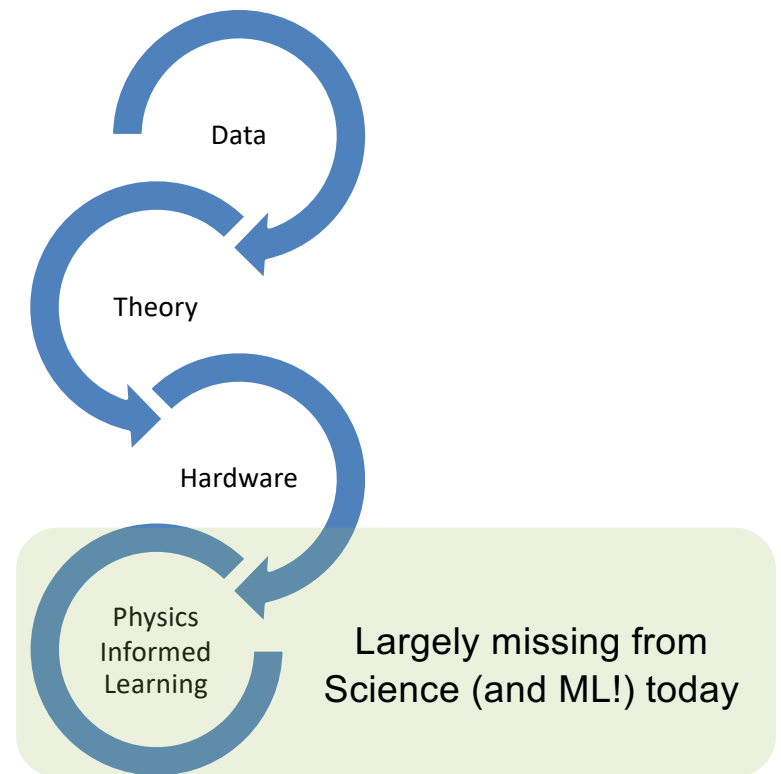 Data
Theory
Hardware
Physics
Informed
Learning
Largely missing from
Science (and ML!) today